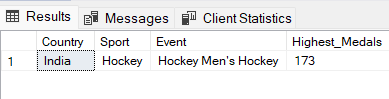 Results Messages Client Statistics
Country Sport Event Highest_Medals
1 India Hockey Hockey Men's Hockey 173